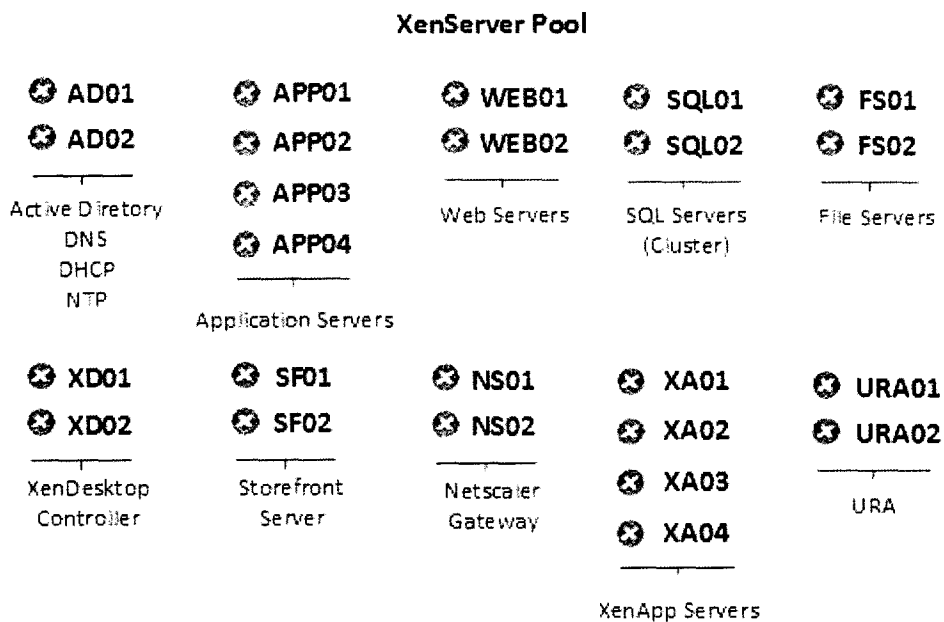 XenServer Pool
AD01
AD02
Active Diretory
DNS
DHCP
NTP
APP01
APP02
APP03
APP04
Application Servers
WEB01
WEB02
Web Servers
SQL01
SQL02
SQL Servers
(Cluster)
FS01
FS02
File Servers
XD01
XD02
XenDesktop
Controller
SF01
SF02
Storefront
Server
NS01
NS02
Netscaler
Gateway
XA01
XA02
XA03
XA04
XenApp Servers
URA01
URA02
URA